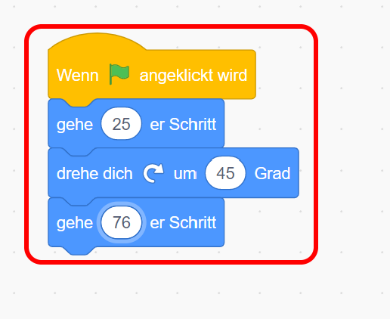 Wenn angeklickt wird
gehe 25 er Schritt
drehe dich um 45 Grad
gehe 76 er Schritt